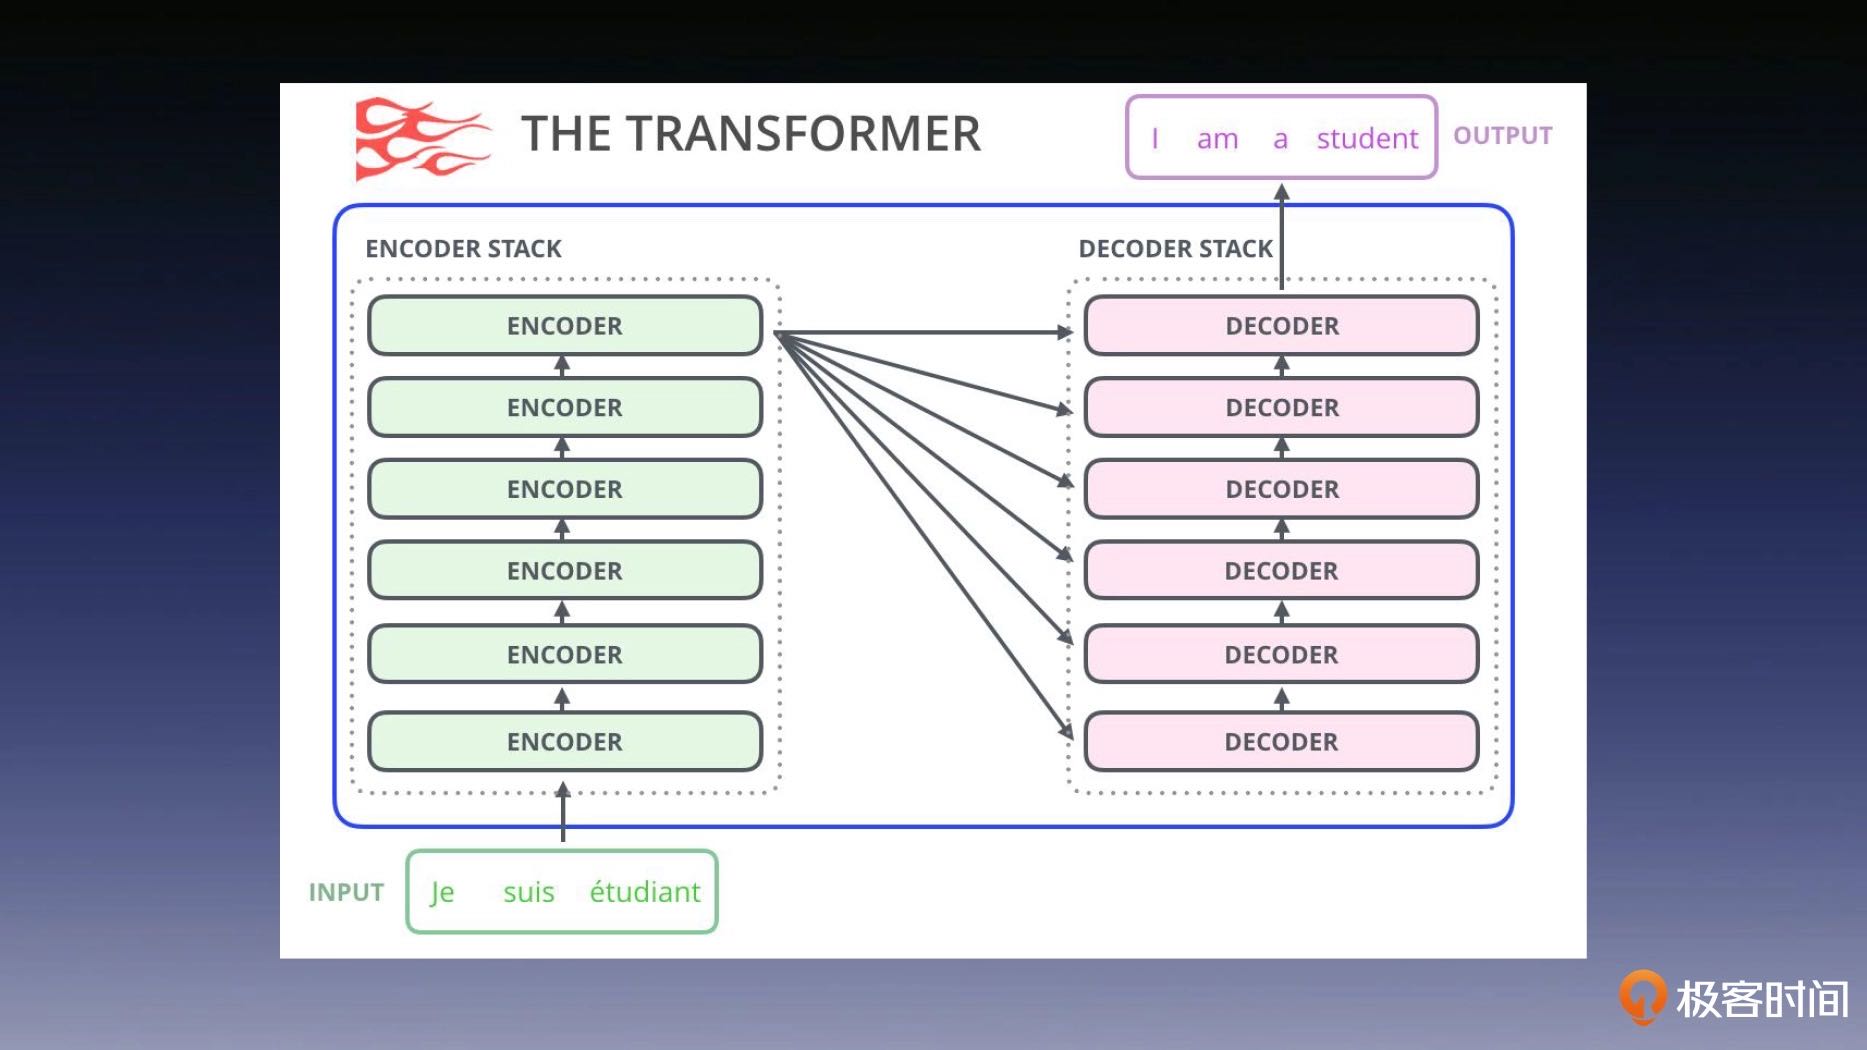 THE TRANSFORMER
I am a student
OUTPUT
ENCODER STACK
DECODER STACK
ENCODER
DECODER
ENCODER
DECODER
ENCODER
DECODER
ENCODER
DECODER
ENCODER
DECODER
ENCODER
DECODER
INPUT
Je suis étudiant
极客时间